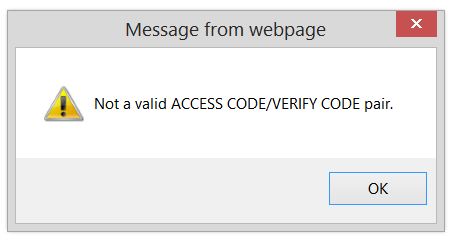 Message from webpage
Not a valid ACCESS CODE/VERIFY CODE pair.
OK